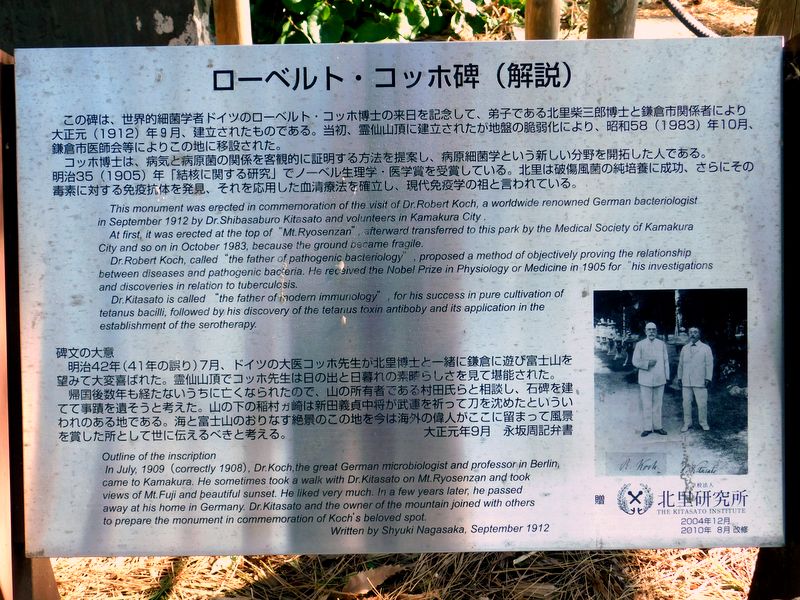 ローベルト・コッホ碑（解説）
この碑は、世界的細菌学者ドイツのローベルト・コッホ博士の来日を記念して、弟子である北里柴三郎博士と鎌倉市関係者により
大正元（1912）年９月、建立されたものである。当初、霊仙山頂に建立されたが地盤の脆弱化により、昭和58（1983）年10月、
鎌倉市医師会等によりこの地に移設された。
コッホ博士は、病気と病原菌の関係を客観的に証明する方法を提案し、病原細菌学という新しい分野を開拓した人である。
明治35（1905）年「結核に関する研究」でノーベル生理学・医学賞を受賞している。北里は破傷風菌の純培養に成功、さらにその
毒素に対する免疫抗体を発見、それを応用した血清療法を確立し、現代免疫学の祖と言われている。
This monument was erected in commemoration of the visit of Dr.Robert Koch, a worldwide renowned German bacteriologist
in September 1912 by Dr.Shibasaburo Kitasato and volunteers in Kamakura City .
At first, it was erected at the top of “Mt.Ryosenzan”, afterward transferred to this park by the Medical Society of Kamakura
City and so on in October 1983, because the ground became fragile.
Dr.Robert Koch, called “the father of pathogenic bacteriology”, proposed a method of objectively proving the relationship
between diseases and pathogenic bacteria. He received the Nobel Prize in Physiology or Medicine in 1905 for “his investigations
and discoveries in relation to tuberculosis.
Dr.Kitasato is called “the father of modern immunology”, for his success in pure cultivation of
tetanus bacilli, followed by his discovery of the tetanus toxin antiboby and its application in the
establishment of the serotherapy.
碑文の大意
明治42年（41年の誤り）7月、ドイツの大医コッホ先生が北里博士と一緒に鎌倉に遊び富士山を
望みて大変喜ばれた。霊仙山頂でコッホ先生は日の出と日暮れの素晴らしさを見て堪能された。
帰国後数年も経たないうちに亡くなられたので、山の所有者である村田氏らと相談し、石碑を建
てて事蹟を遺そうと考えた。山の下の稲村ヶ崎は新田義貞中将が武運を祈って刀を沈めたといういい
われのある地である。海と富士山のおりなす絶景のこの地を今は海外の偉人がここに留まって風景
を賞した所として世に伝えるべきと考える。 大正元年９月 永坂周記弁書
Outline of the inscription
In July, 1909 (correctly 1908), Dr.Koch,the great German microbiologist and professor in Berlin,
came to Kamakura. He sometimes took a walk with Dr.Kitasato on Mt.Ryosenzan and took
views of Mt.Fuji and beautiful sunset. He liked very much. In a few years later, he passed
away at his home in Germany. Dr.Kitasato and the owner of the mountain joined with others
to prepare the monument in commemoration of Koch's beloved spot.
Written by Shyuki Nagasaka, September 1912
R. Koch Kitasato
贈 学校法人
北里研究所
THE KITASATO INSTITUTE
2004年12月
2010年 8月 改修